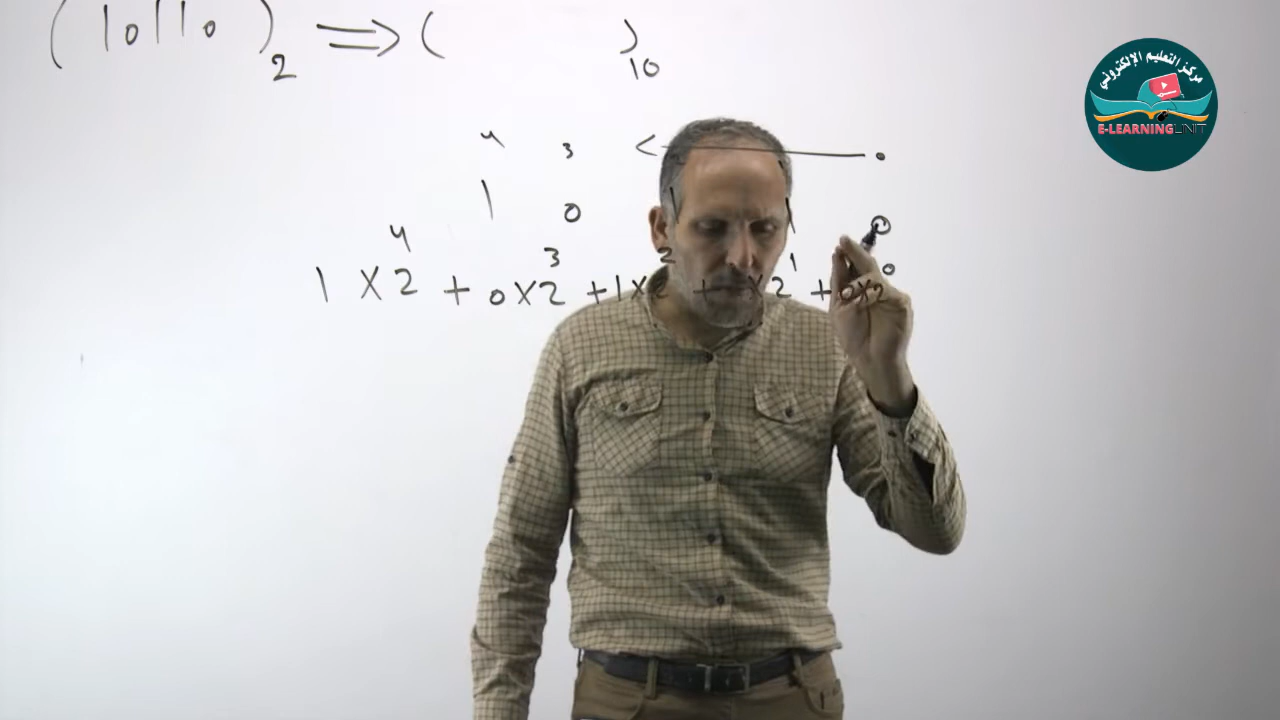 (10110)₂ ⇒ (      )₁₀
4 3 < .
1 0 1 1 0
1 X 2⁴ + 0 X 2³ + 1 X 2² + X 2¹ + 0 X 2⁰
مركز التعليم الإلكتروني
E-LEARNING UNIT